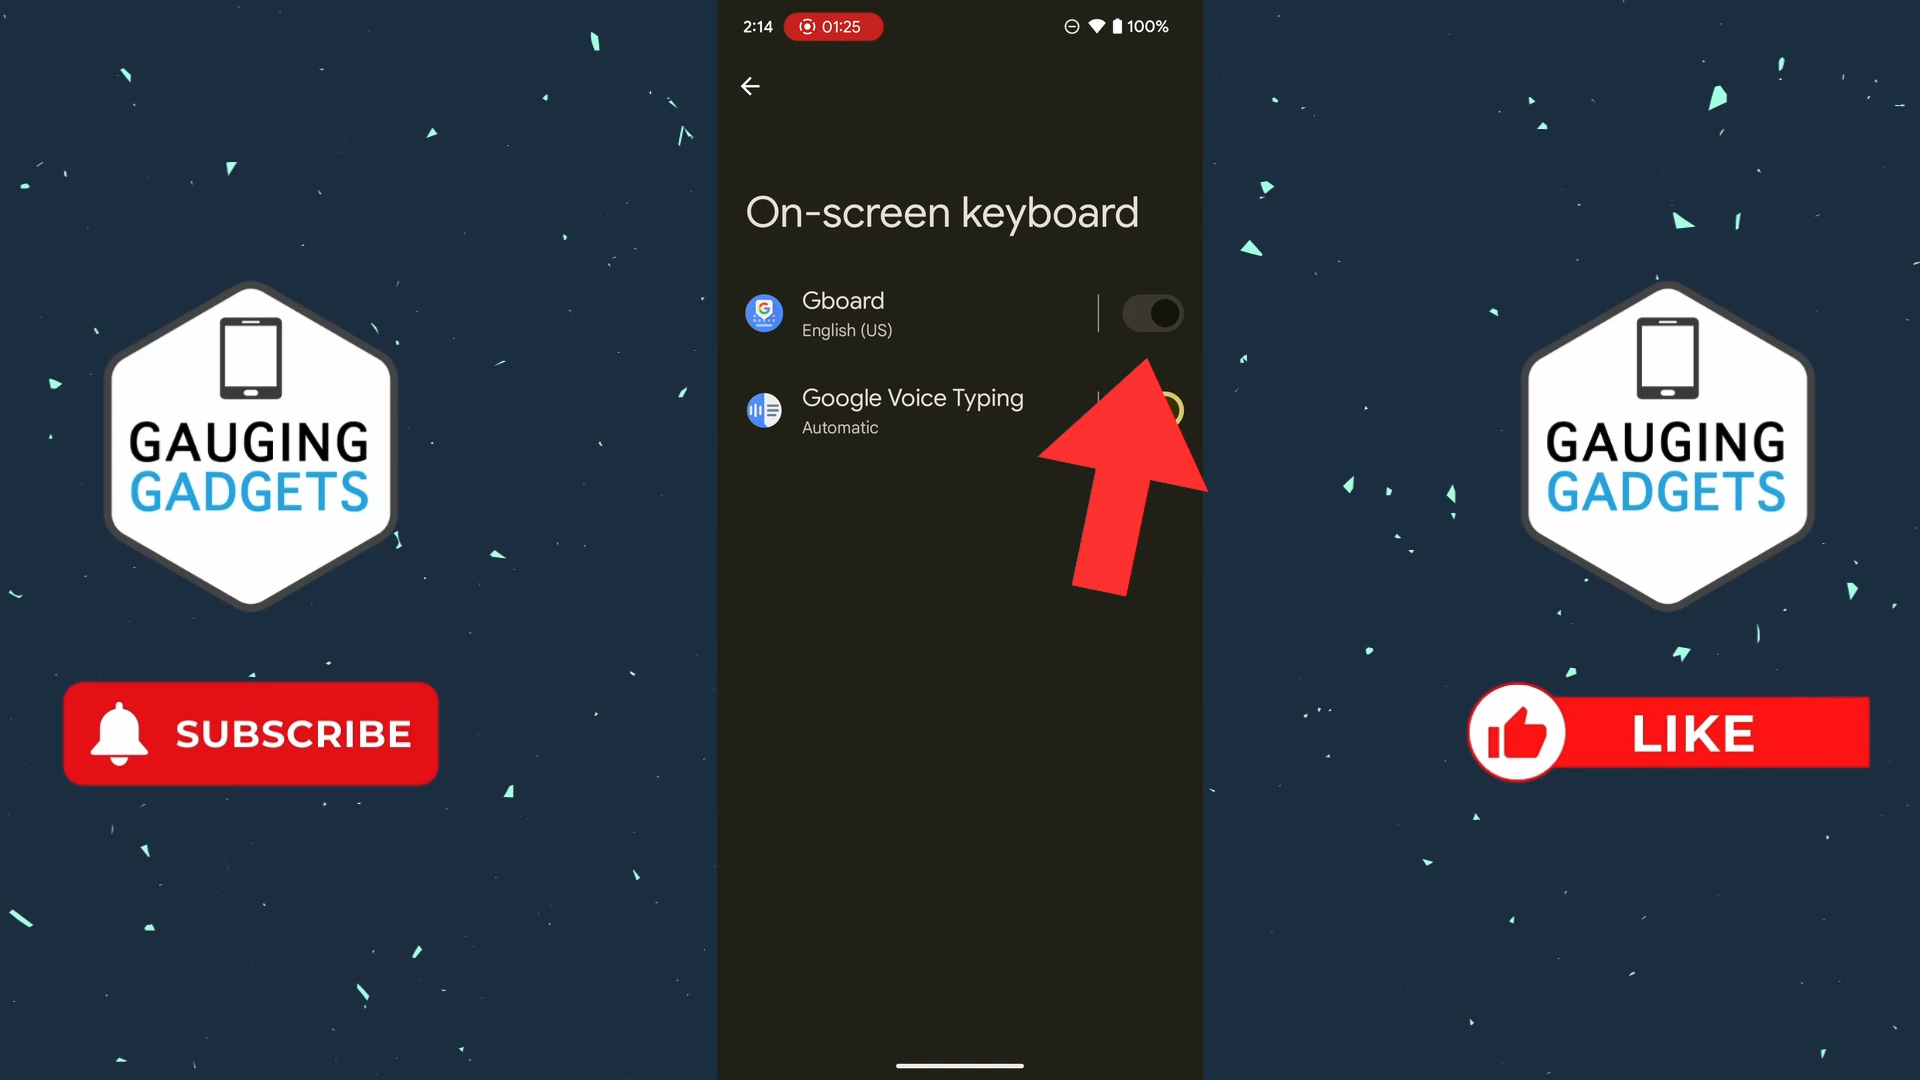 2:14
01:25
100%
On-screen keyboard
Gboard
English (US)
Google Voice Typing
Automatic
GAUGING
GADGETS
SUBSCRIBE
GAUGING
GADGETS
LIKE